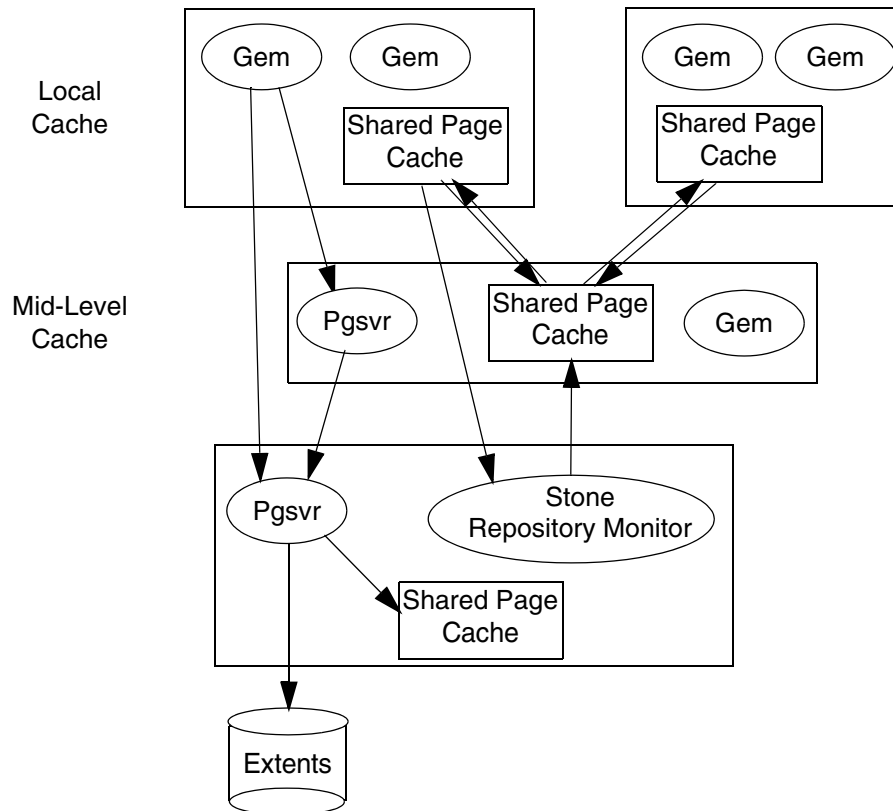 Gem
Gem
Gem
Gem
Local
Cache
Shared Page
Cache
Shared Page
Cache
Mid-Level
Cache
Pgsvr
Shared Page
Cache
Gem
Pgsvr
Stone
Repository Monitor
Shared Page
Cache
Extents